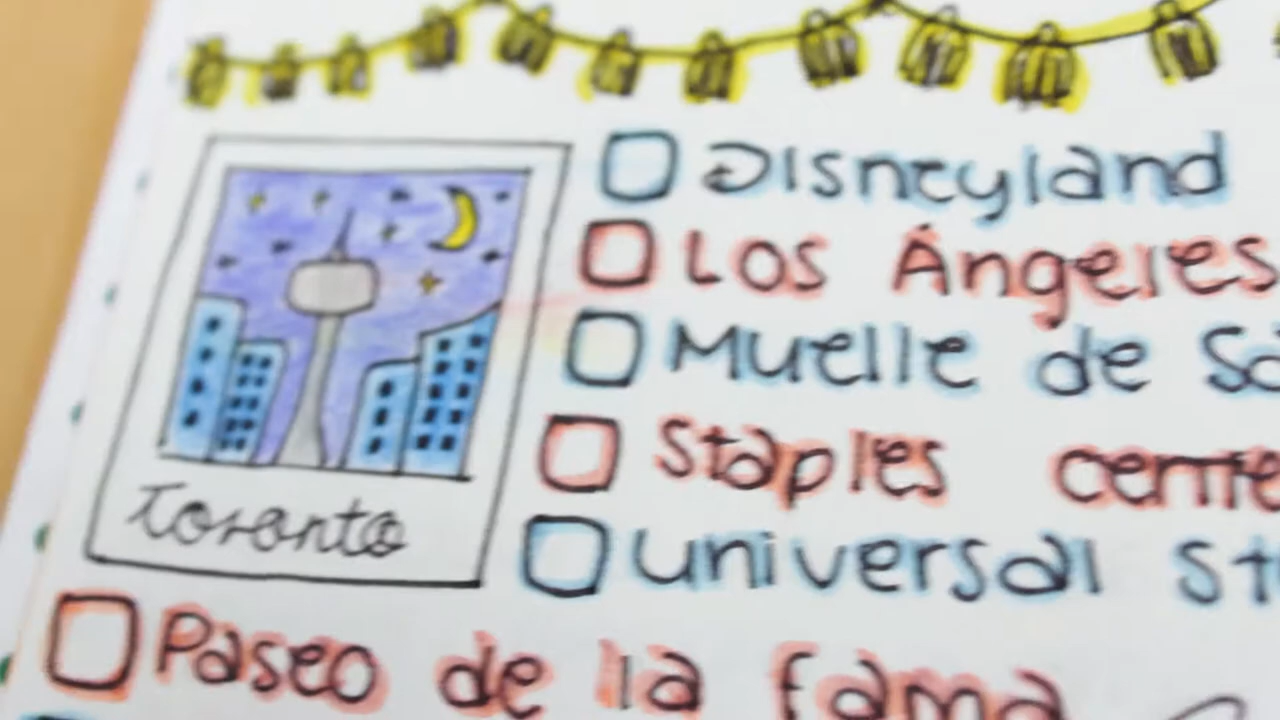 Disneyland
Los Ángeles
Muelle de
Staples
universal
Toronto
Paseo de la fama